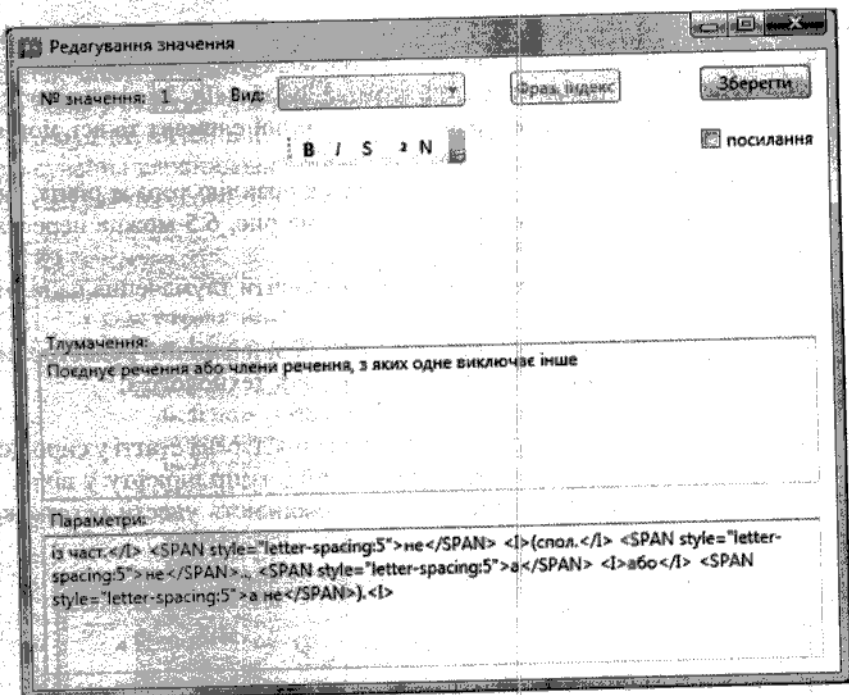 Редагування значення
№ значення: 1 Вид: Фраз. індекс Зберегти
B I S ² N посилання
Тлумачення:
Поєднує речення або члени речення, з яких одне виключає інше
Параметри:
із част.</I> <SPAN style="letter-spacing:5">не</SPAN> <I>(спол.</I> <SPAN style="letter-
spacing:5">не</SPAN>.., <SPAN style="letter-spacing:5">а</SPAN> <I>або</I> <SPAN
style="letter-spacing:5">а не</SPAN>).<I>